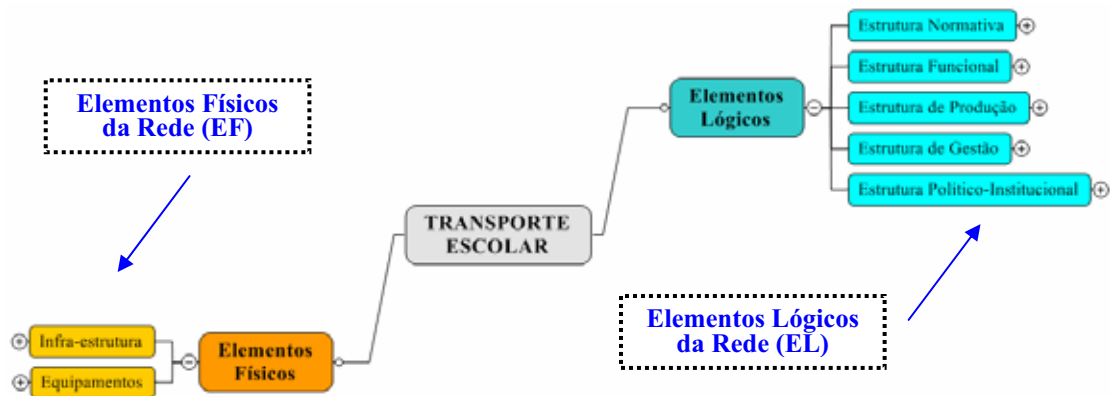 Estrutura Normativa
Estrutura Funcional
Estrutura de Produção
Estrutura de Gestão
Estrutura Político-Institucional
Elementos
Lógicos
Elementos Físicos
da Rede (EF)
TRANSPORTE
ESCOLAR
Elementos Lógicos
da Rede (EL)
Infra-estrutura
Equipamentos
Elementos
Físicos